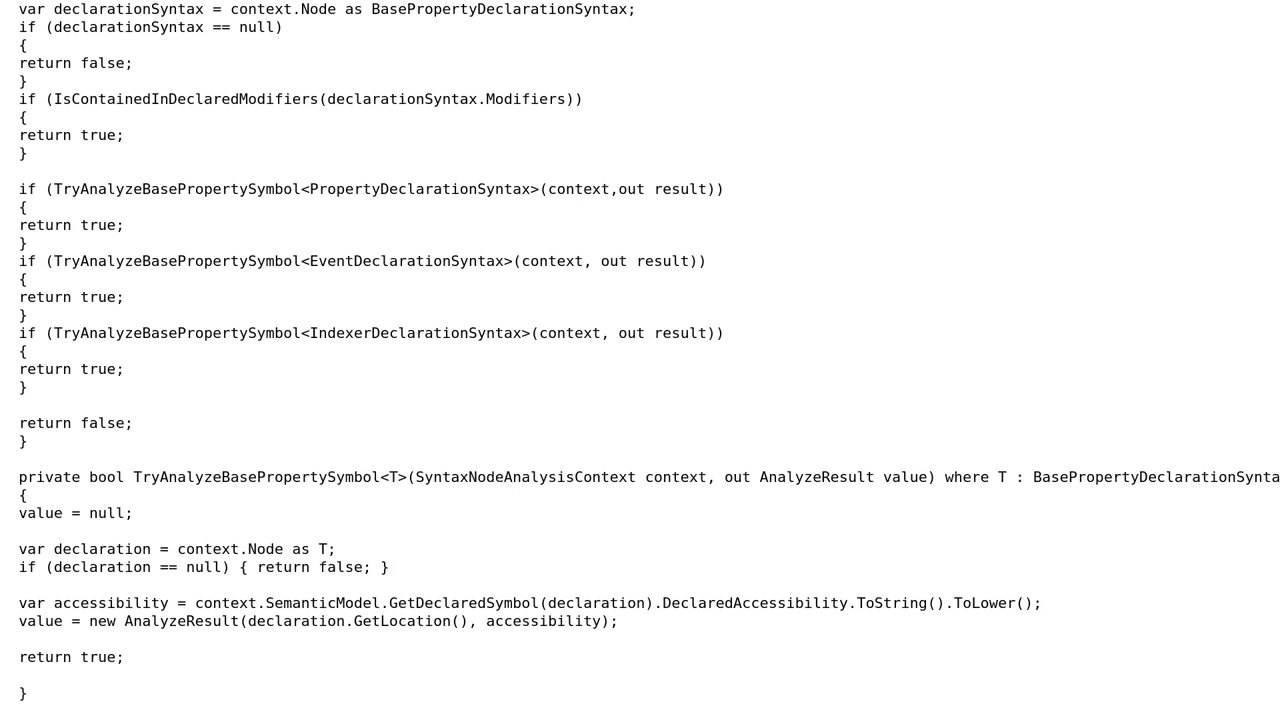 var declarationSyntax = context.Node as BasePropertyDeclarationSyntax;
if (declarationSyntax == null)
{
return false;
}
if (IsContainedInDeclaredModifiers(declarationSyntax.Modifiers))
{
return true;
}
if (TryAnalyzeBasePropertySymbol<PropertyDeclarationSyntax>(context,out result))
{
return true;
}
if (TryAnalyzeBasePropertySymbol<EventDeclarationSyntax>(context, out result))
{
return true;
}
if (TryAnalyzeBasePropertySymbol<IndexerDeclarationSyntax>(context, out result))
{
return true;
}
return false;
}
private bool TryAnalyzeBasePropertySymbol<T>(SyntaxNodeAnalysisContext context, out AnalyzeResult value) where T : BasePropertyDeclarationSynta
{
value = null;
var declaration = context.Node as T;
if (declaration == null) { return false; }
var accessibility = context.SemanticModel.GetDeclaredSymbol(declaration).DeclaredAccessibility.ToString().ToLower();
value = new AnalyzeResult(declaration.GetLocation(), accessibility);
return true;
}